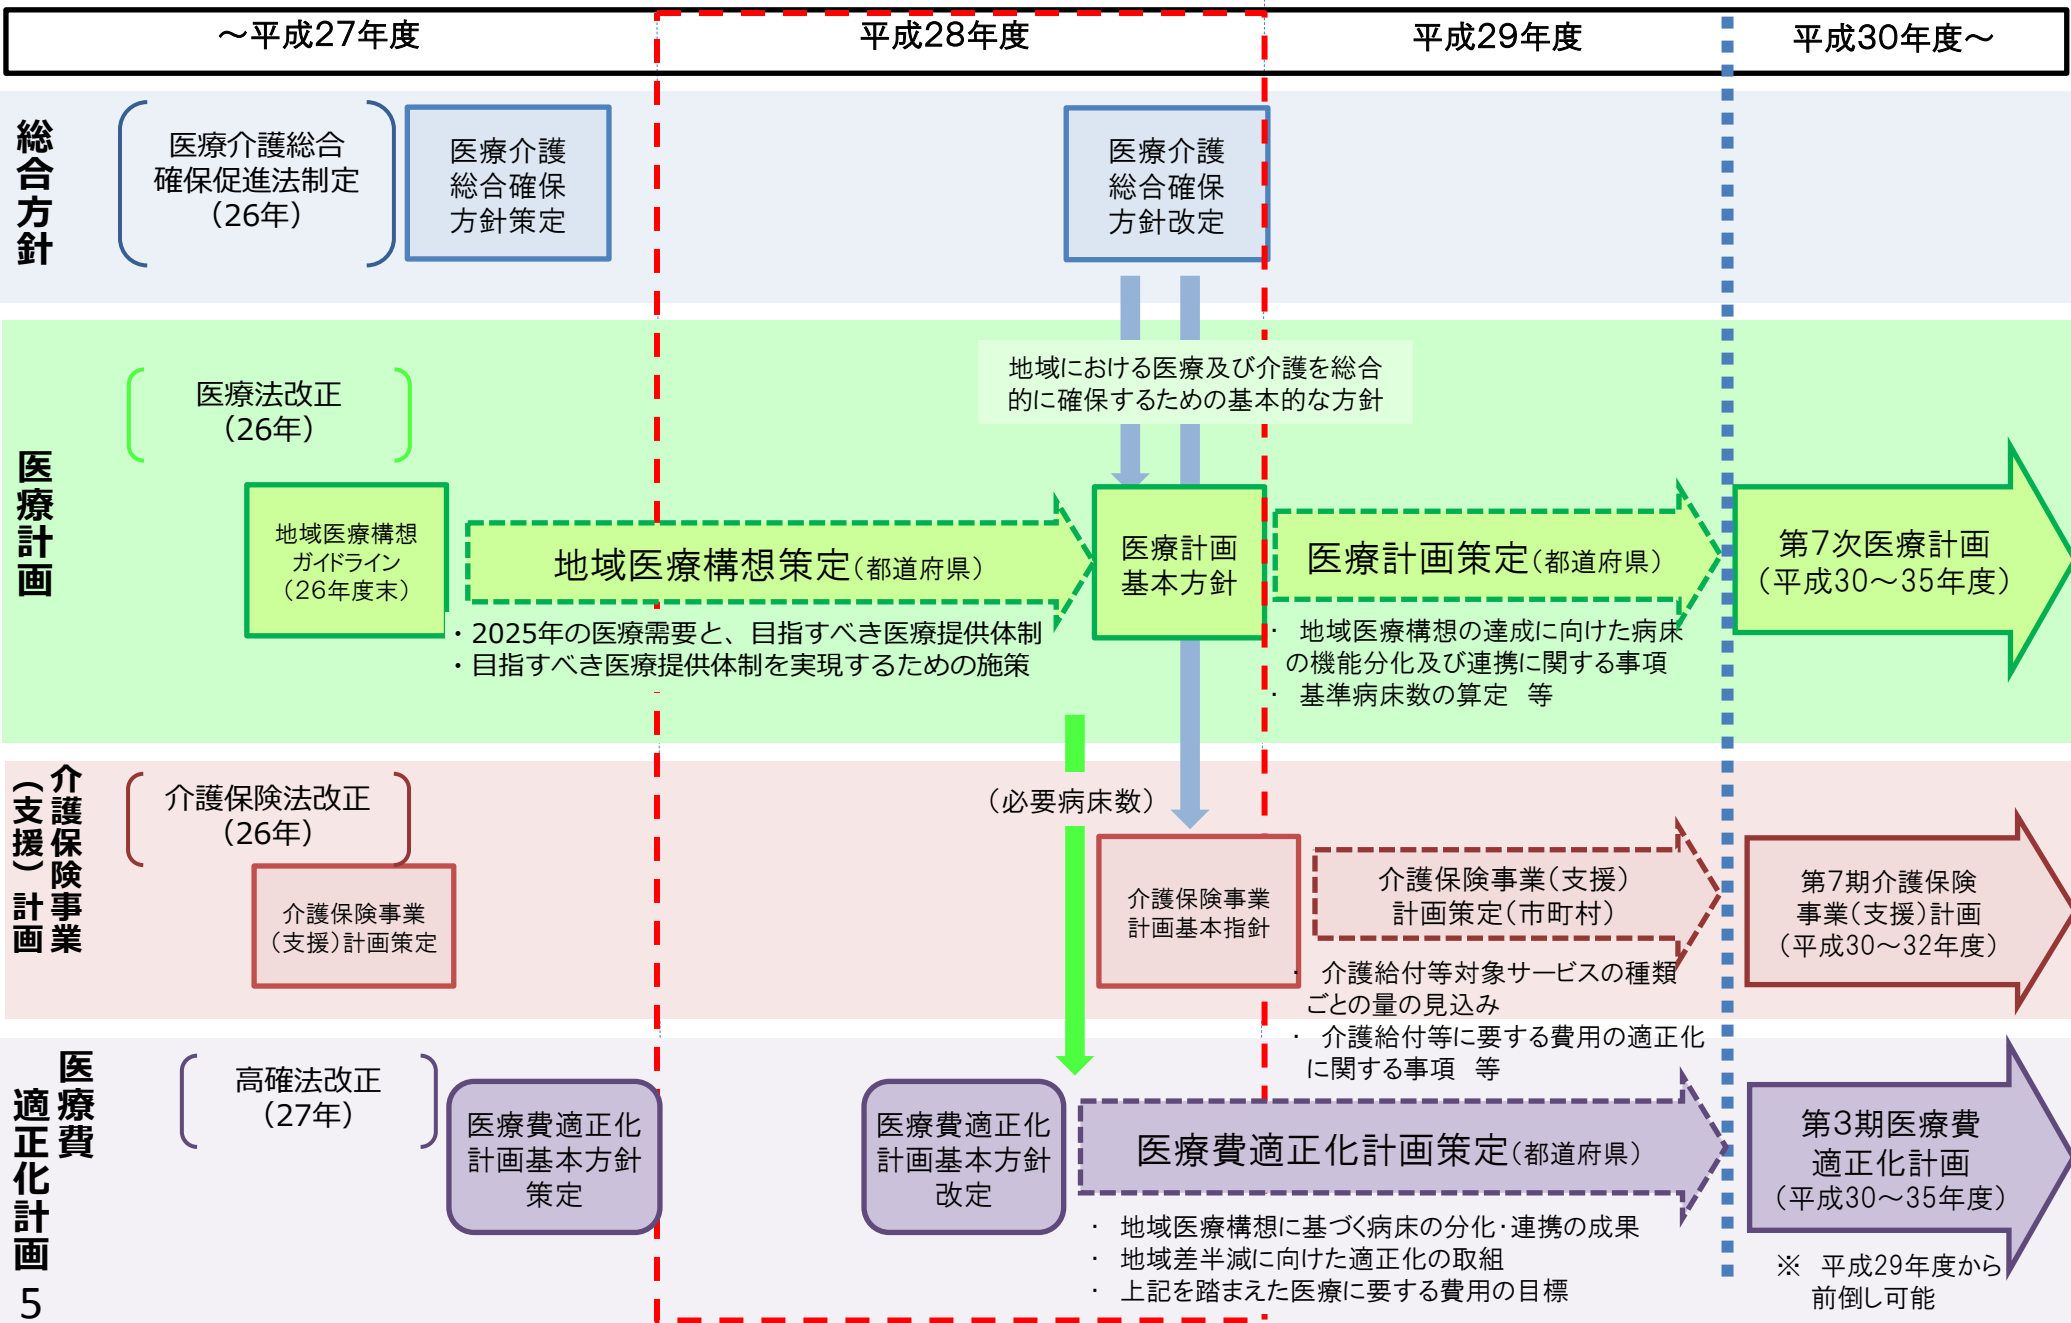 ～平成27年度
平成28年度
平成29年度
平成30年度～
総合方針
医療介護総合
確保促進法制定
（26年）
医療介護
総合確保
方針策定
医療介護
総合確保
方針改定
地域における医療及び介護を総合
的に確保するための基本的な方針
医療計画
医療法改正
（26年）
地域医療構想
ガイドライン
（26年度末）
地域医療構想策定（都道府県）
・2025年の医療需要と、目指すべき医療提供体制
・目指すべき医療提供体制を実現するための施策
医療計画
基本方針
医療計画策定（都道府県）
・ 地域医療構想の達成に向けた病床
の機能分化及び連携に関する事項
・ 基準病床数の算定 等
第7次医療計画
（平成30～35年度）
介護保険事業
（支援）計画
介護保険法改正
（26年）
介護保険事業
（支援）計画策定
（必要病床数）
介護保険事業
計画基本指針
介護保険事業（支援）
計画策定（市町村）
・ 介護給付等対象サービスの種類
ごとの量の見込み
・ 介護給付等に要する費用の適正化
に関する事項 等
第7期介護保険
事業（支援）計画
（平成30～32年度）
医療費
適正化計画
高確法改正
（27年）
医療費適正化
計画基本方針
策定
医療費適正化
計画基本方針
改定
医療費適正化計画策定（都道府県）
・ 地域医療構想に基づく病床の分化・連携の成果
・ 地域差半減に向けた適正化の取組
・ 上記を踏まえた医療に要する費用の目標
第3期医療費
適正化計画
（平成30～35年度）
※ 平成29年度から
前倒し可能
5